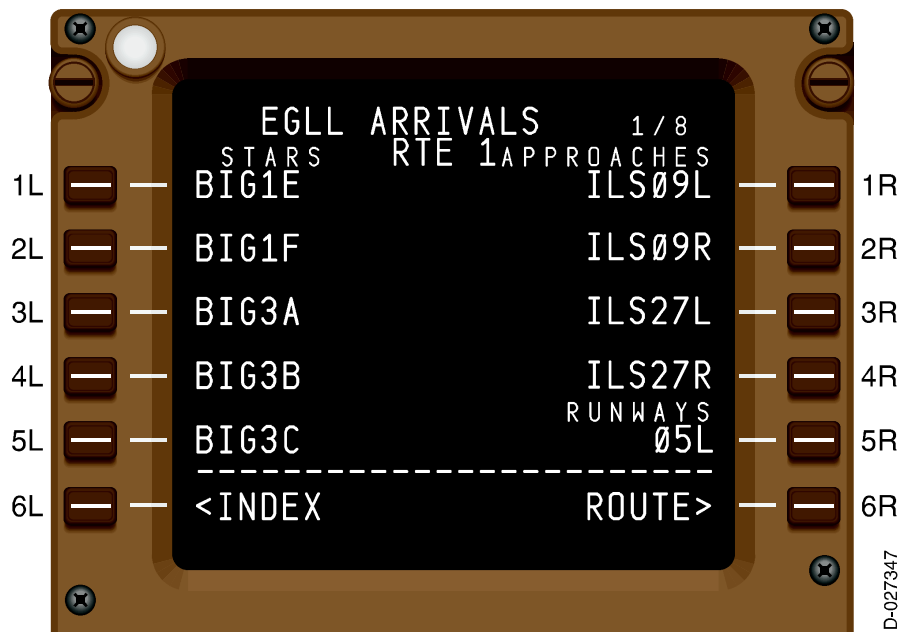 EGLL ARRIVALS 1/8
STARS RTE 1 APPROACHES
1L BIG1E ILSØ9L 1R
2L BIG1F ILSØ9R 2R
3L BIG3A ILS27L 3R
4L BIG3B ILS27R 4R
RUNWAYS
5L BIG3C Ø5L 5R
------------------------
6L <INDEX ROUTE> 6R
D-027347